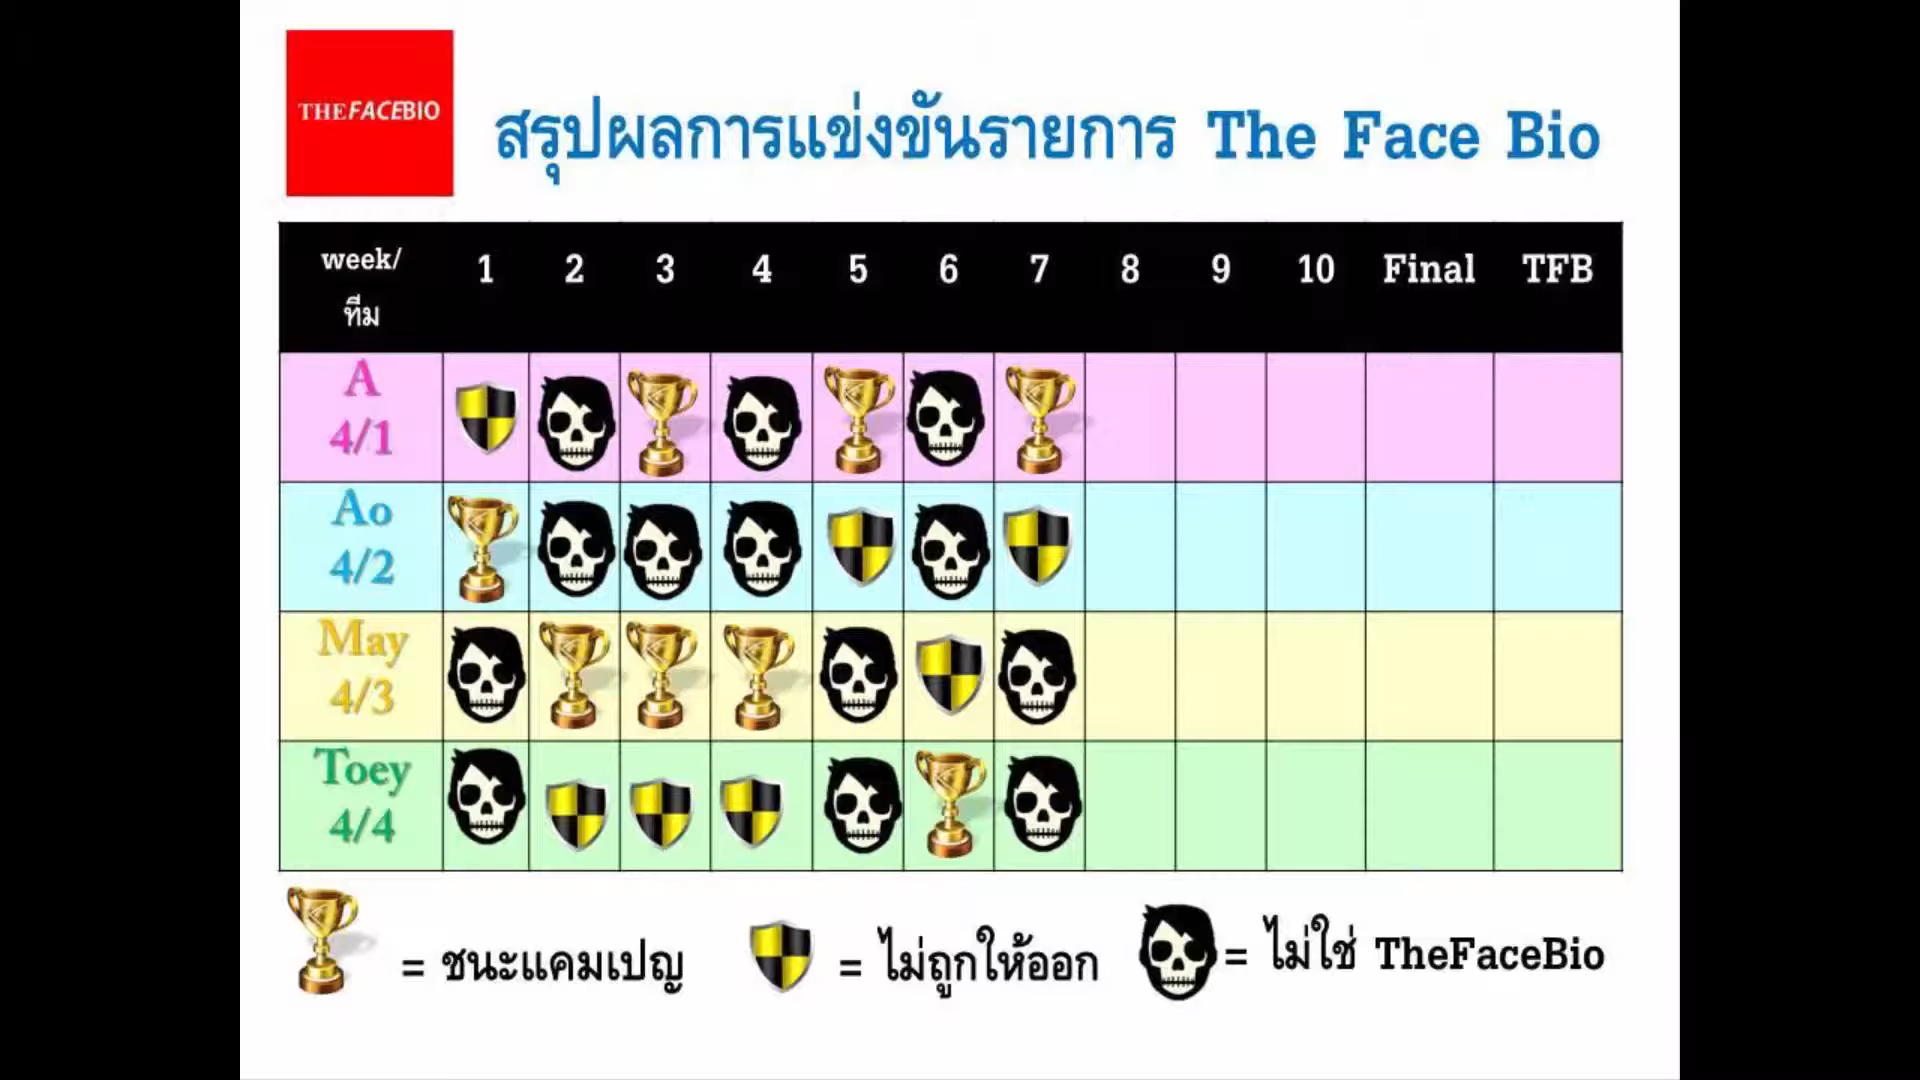 THEFACEBIO
สรุปผลการแข่งขันรายการ The Face Bio
week/ 1 2 3 4 5 6 7 8 9 10 Final TFB
ทีม
A
4/1
Ao
4/2
May
4/3
Toey
4/4
= ชนะแคมเปญ = ไม่ถูกให้ออก = ไม่ใช่ TheFaceBio